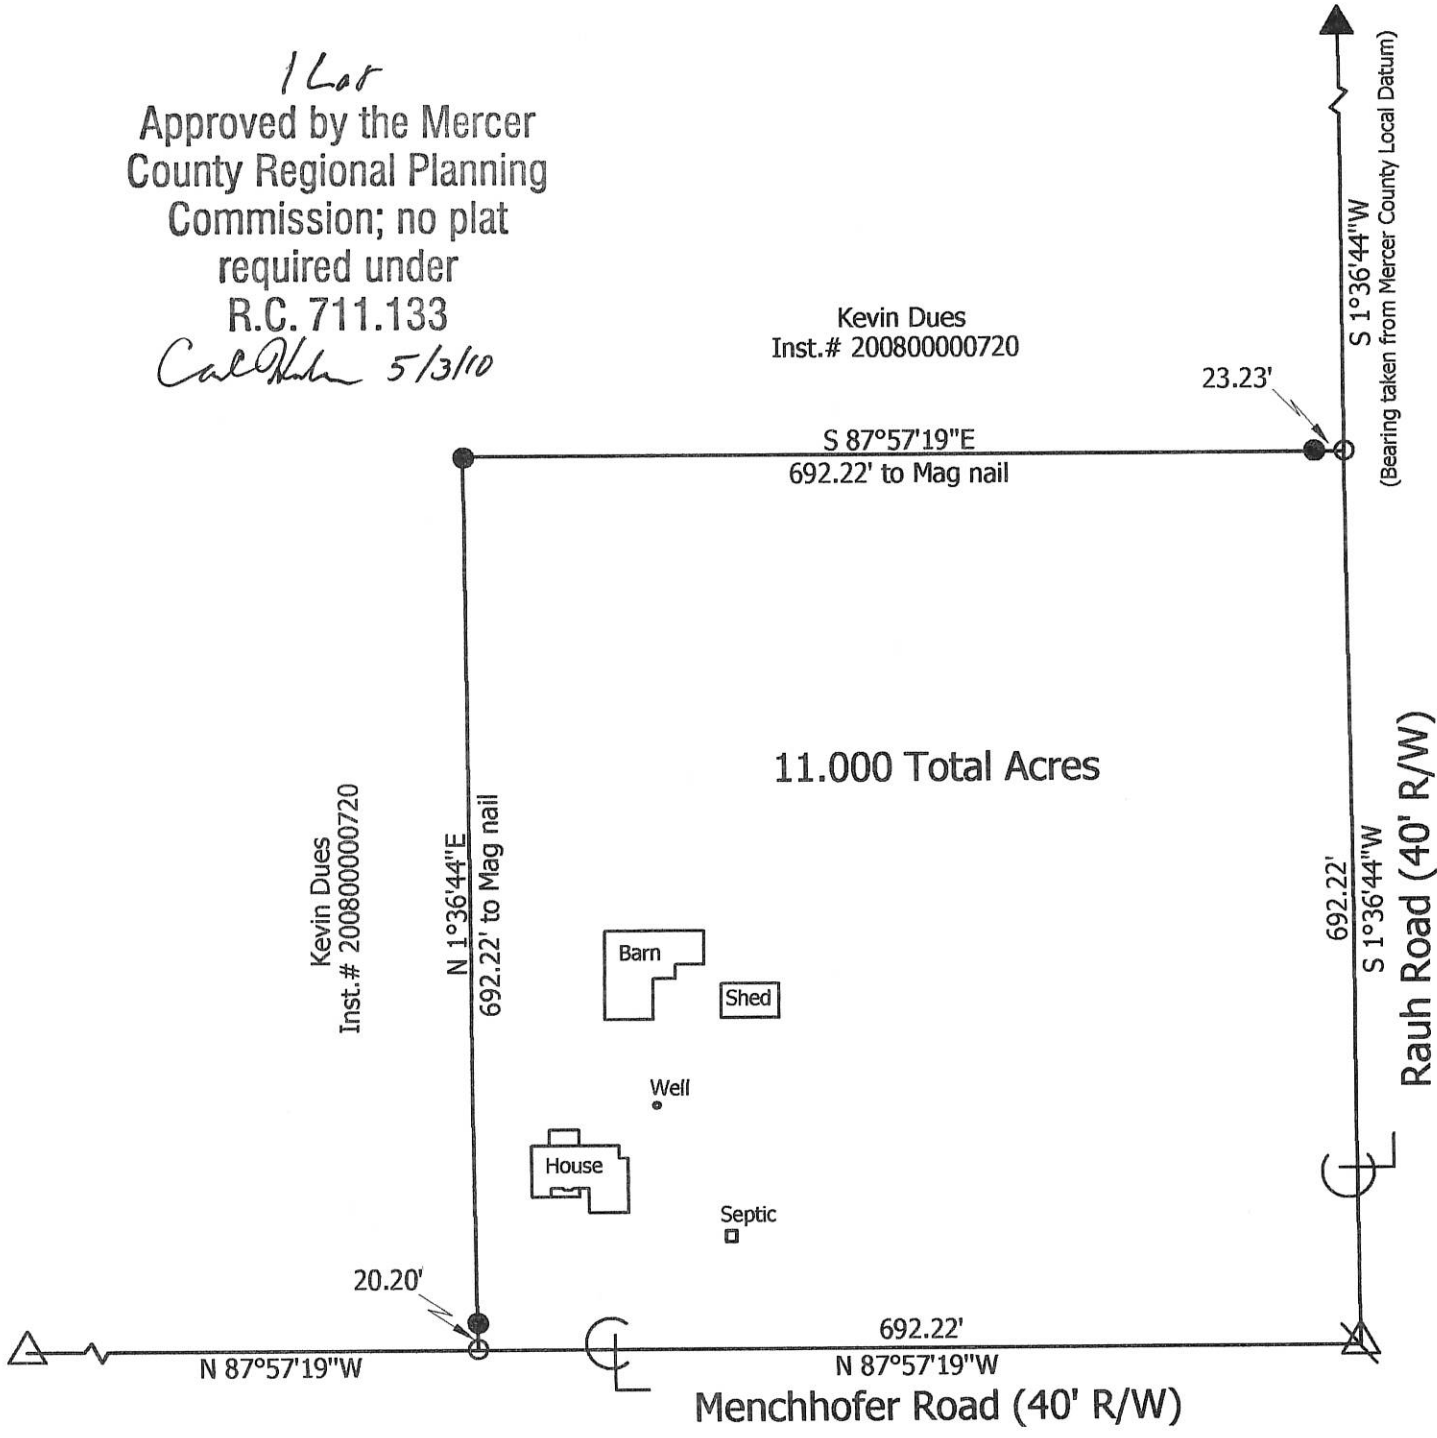 1 Lot
Approved by the Mercer
County Regional Planning
Commission; no plat
required under
R.C. 711.133
5/3/10
(Bearing taken from Mercer County Local Datum)
S 1°36'44"W
Kevin Dues
Inst.# 200800000720
23.23'
S 87°57'19"E
692.22' to Mag nail
11.000 Total Acres
Kevin Dues
Inst.# 200800000720
N 1°36'44"E
692.22' to Mag nail
692.22'
S 1°36'44"W
Rauh Road (40' R/W)
Barn
Shed
Well
House
Septic
20.20'
692.22'
N 87°57'19"W
N 87°57'19"W
Menchhofer Road (40' R/W)